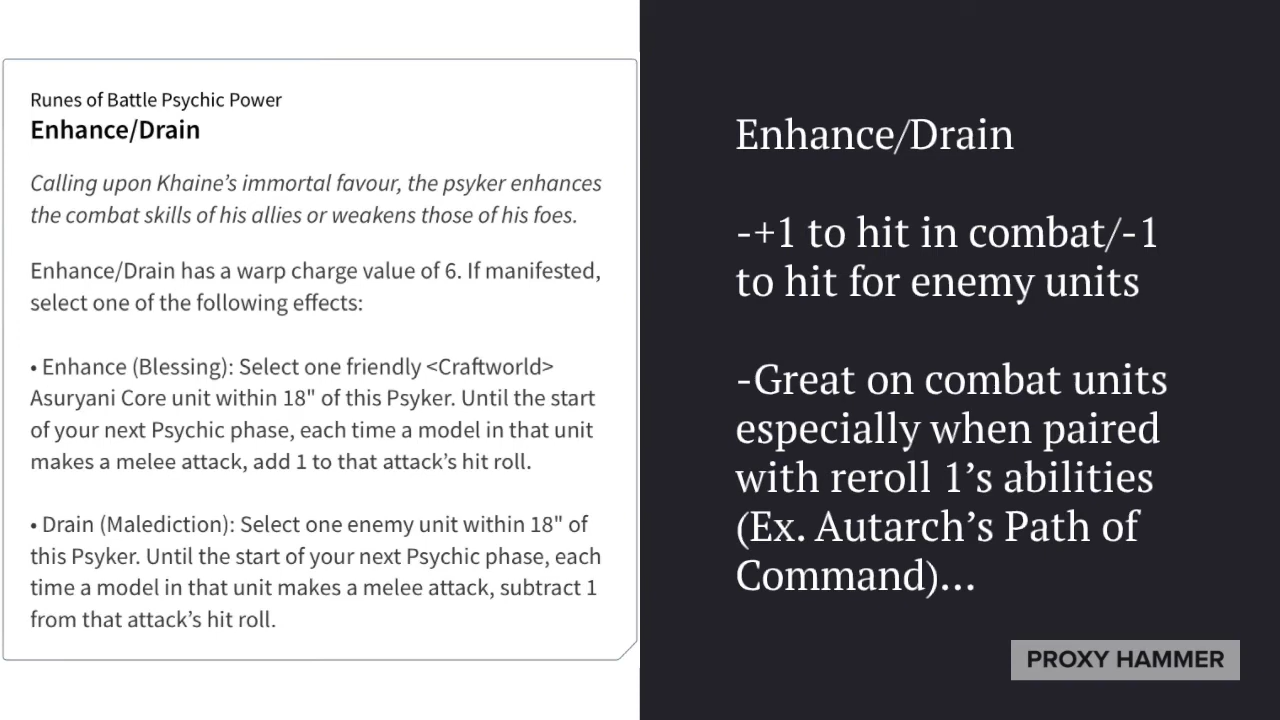 Runes of Battle Psychic Power
Enhance/Drain
Calling upon Khaine’s immortal favour, the psyker enhances
the combat skills of his allies or weakens those of his foes.
Enhance/Drain has a warp charge value of 6. If manifested,
select one of the following effects:
• Enhance (Blessing): Select one friendly <Craftworld>
Asuryani Core unit within 18" of this Psyker. Until the start
of your next Psychic phase, each time a model in that unit
makes a melee attack, add 1 to that attack’s hit roll.
• Drain (Malediction): Select one enemy unit within 18" of
this Psyker. Until the start of your next Psychic phase, each
time a model in that unit makes a melee attack, subtract 1
from that attack’s hit roll.
Enhance/Drain
-+1 to hit in combat/-1
to hit for enemy units
-Great on combat units
especially when paired
with reroll 1’s abilities
(Ex. Autarch’s Path of
Command)...
PROXY HAMMER